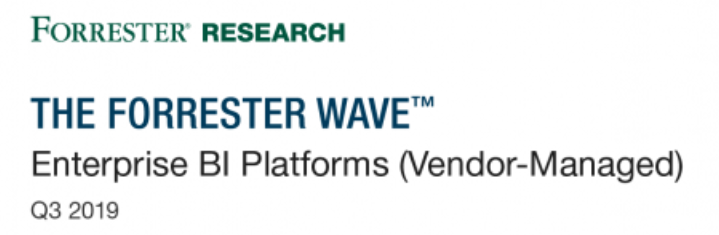 FORRESTER® RESEARCH
THE FORRESTER WAVE™
Enterprise BI Platforms (Vendor-Managed)
Q3 2019